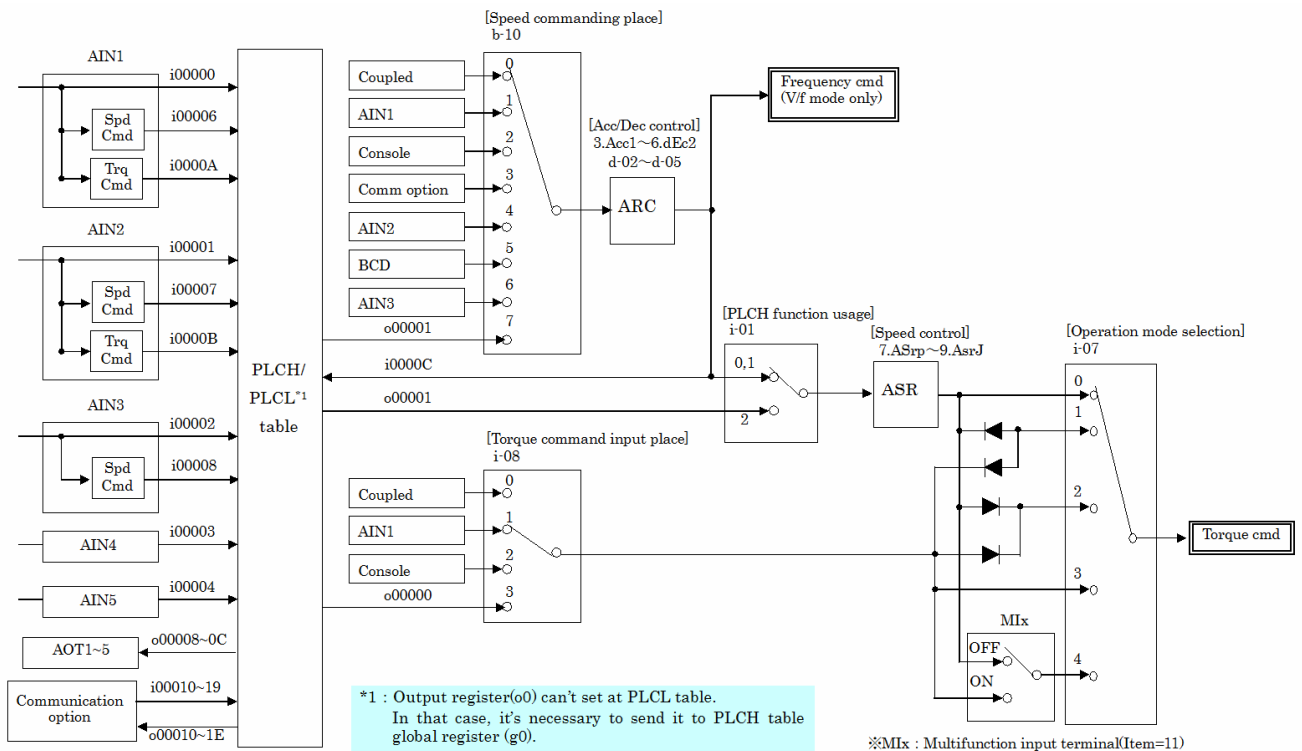 AIN1
i00000
Spd
Cmd
i00006
Trq
Cmd
i0000A
AIN2
i00001
Spd
Cmd
i00007
Trq
Cmd
i0000B
AIN3
i00002
Spd
Cmd
i00008
AIN4
i00003
AIN5
i00004
AOT1~5
o00008~0C
Communication
option
i00010~19
o00010~1E
PLCH/
PLCL*1
table
[Speed commanding place]
b-10
Coupled
0
AIN1
1
Console
2
Comm option
3
AIN2
4
BCD
5
AIN3
6
o00001
7
[Acc/Dec control]
3.Acc1～6.dEc2
d-02～d-05
ARC
Frequency cmd
(V/f mode only)
i0000C
o00001
[PLCH function usage]
i-01
0,1
2
[Speed control]
7.ASrp～9.AsrJ
ASR
[Torque command input place]
i-08
Coupled
0
AIN1
1
Console
2
o00000
3
[Operation mode selection]
i-07
0
1
2
3
4
MIx
OFF
ON
Torque cmd
*1 : Output register(o0) can't set at PLCL table.
In that case, it's necessary to send it to PLCH table
global register (g0).
※MIx : Multifunction input terminal(Item=11)